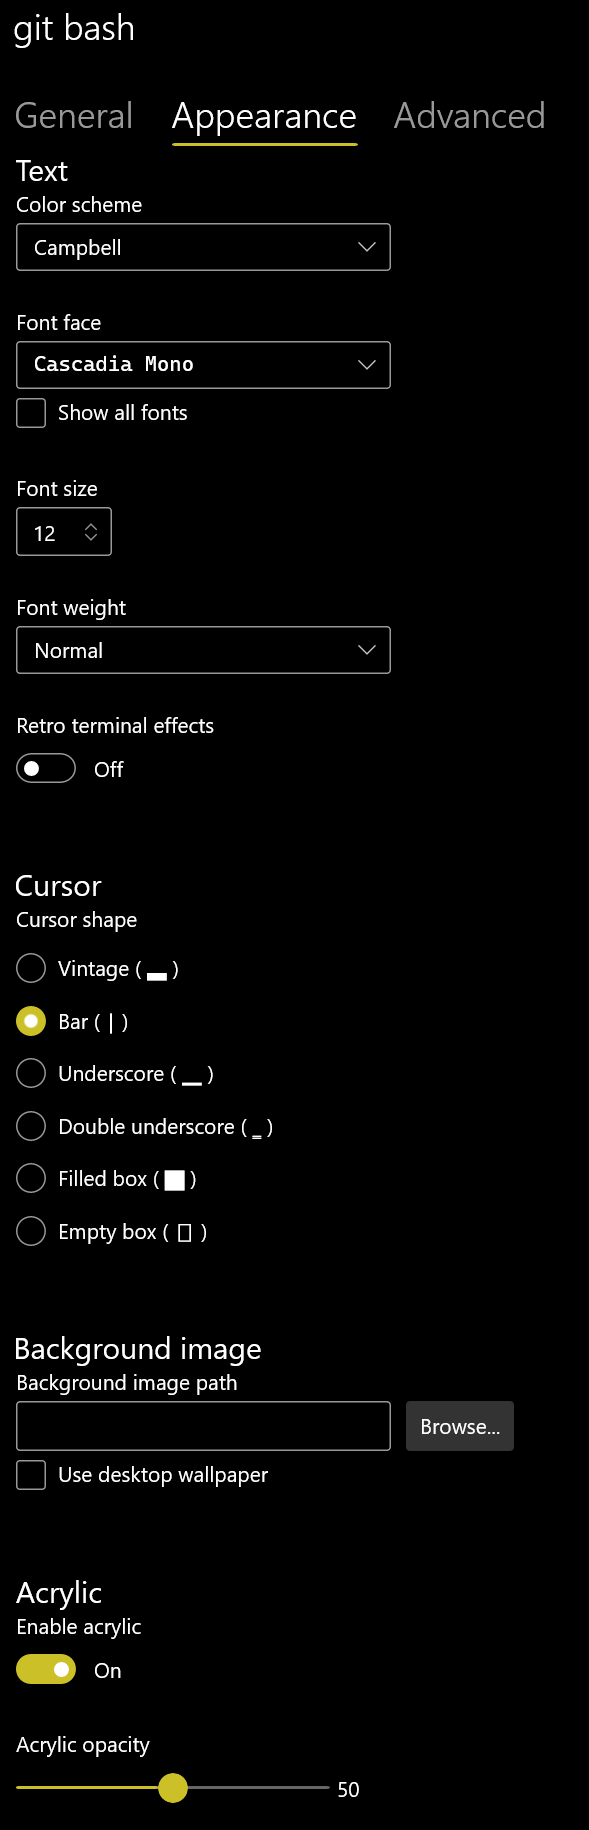 git bash
General Appearance Advanced
Text
Color scheme
Campbell
Font face
Cascadia Mono
Show all fonts
Font size
12
Font weight
Normal
Retro terminal effects
Off
Cursor
Cursor shape
Vintage ( ▃ )
Bar ( ┃ )
Underscore ( ▁ )
Double underscore ( ‗ )
Filled box ( █ )
Empty box ( ▯ )
Background image
Background image path
Browse...
Use desktop wallpaper
Acrylic
Enable acrylic
On
Acrylic opacity
50